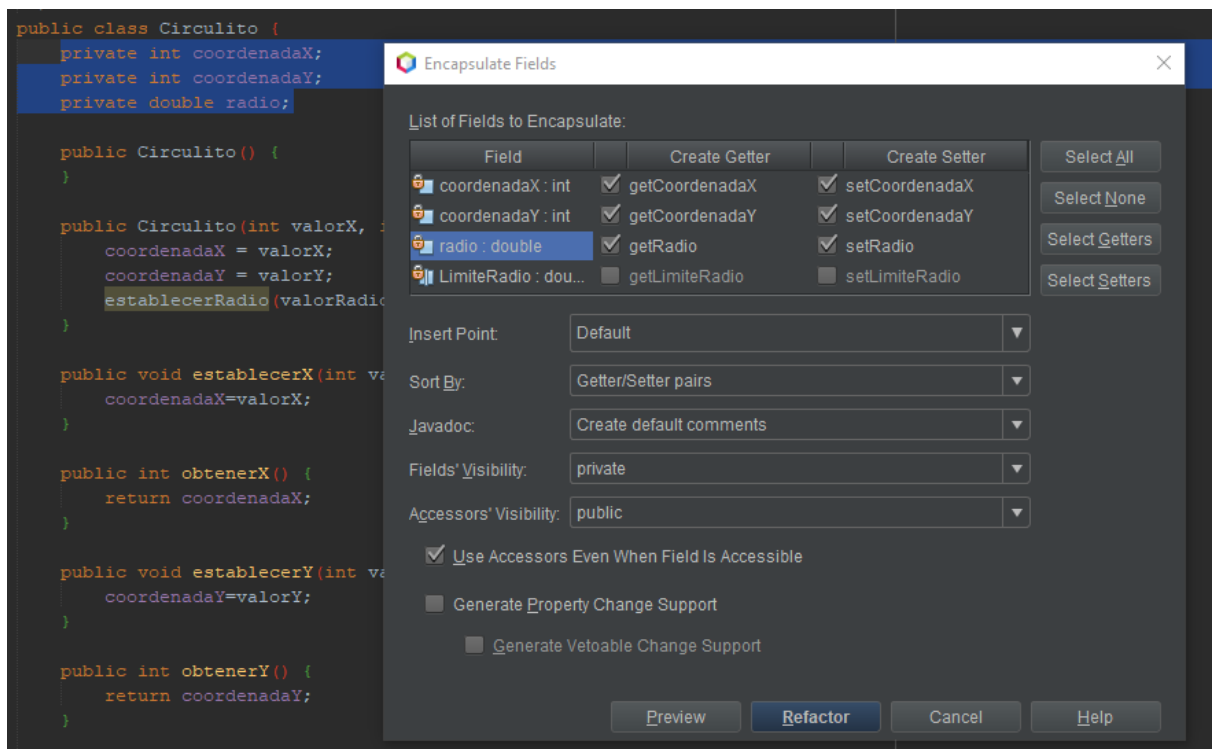 public class Circulito {
private int coordenadaX;
private int coordenadaY;
private double radio;
public Circulito() {
}
public Circulito(int valorX,
coordenadaX = valorX;
coordenadaY = valorY;
establecerRadio(valorRadio
}
public void establecerX(int va
coordenadaX=valorX;
}
public int obtenerX() {
return coordenadaX;
}
public void establecerY(int va
coordenadaY=valorY;
}
public int obtenerY() {
return coordenadaY;
}
Encapsulate Fields
List of Fields to Encapsulate:
Field Create Getter Create Setter
coordenadaX : int getCoordenadaX setCoordenadaX
coordenadaY : int getCoordenadaY setCoordenadaY
radio : double getRadio setRadio
LimiteRadio : dou... getLimiteRadio setLimiteRadio
Select All
Select None
Select Getters
Select Setters
Insert Point: Default
Sort By: Getter/Setter pairs
Javadoc: Create default comments
Fields' Visibility: private
Accessors' Visibility: public
Use Accessors Even When Field Is Accessible
Generate Property Change Support
Generate Vetoable Change Support
Preview Refactor Cancel Help